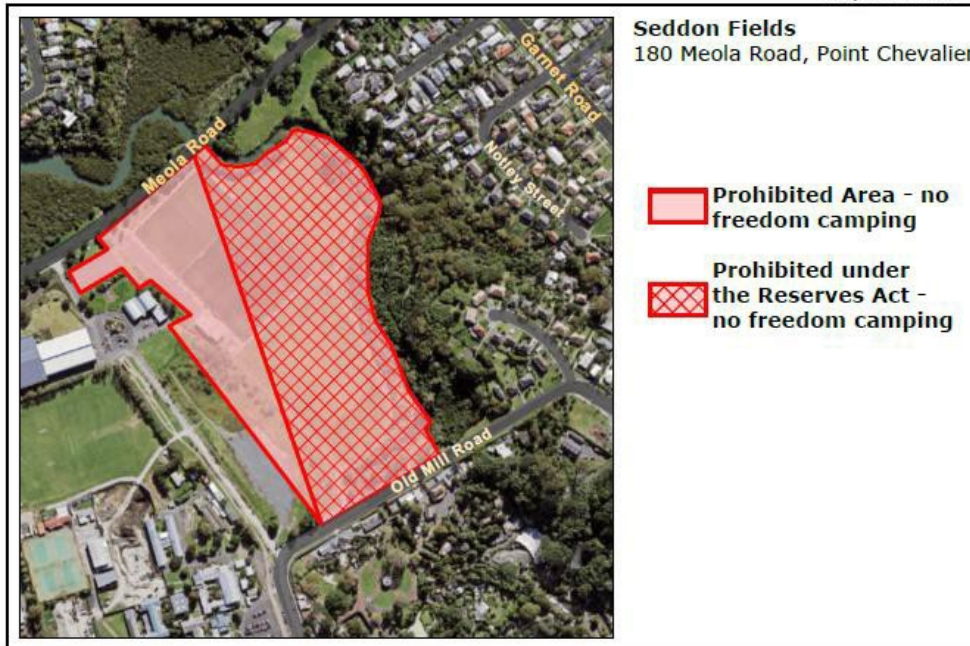 Seddon Fields
180 Meola Road, Point Chevalier
Garnet Road
Notley Street
Meola Road
Prohibited Area - no
freedom camping
Prohibited under
the Reserves Act -
no freedom camping
Old Mill Road